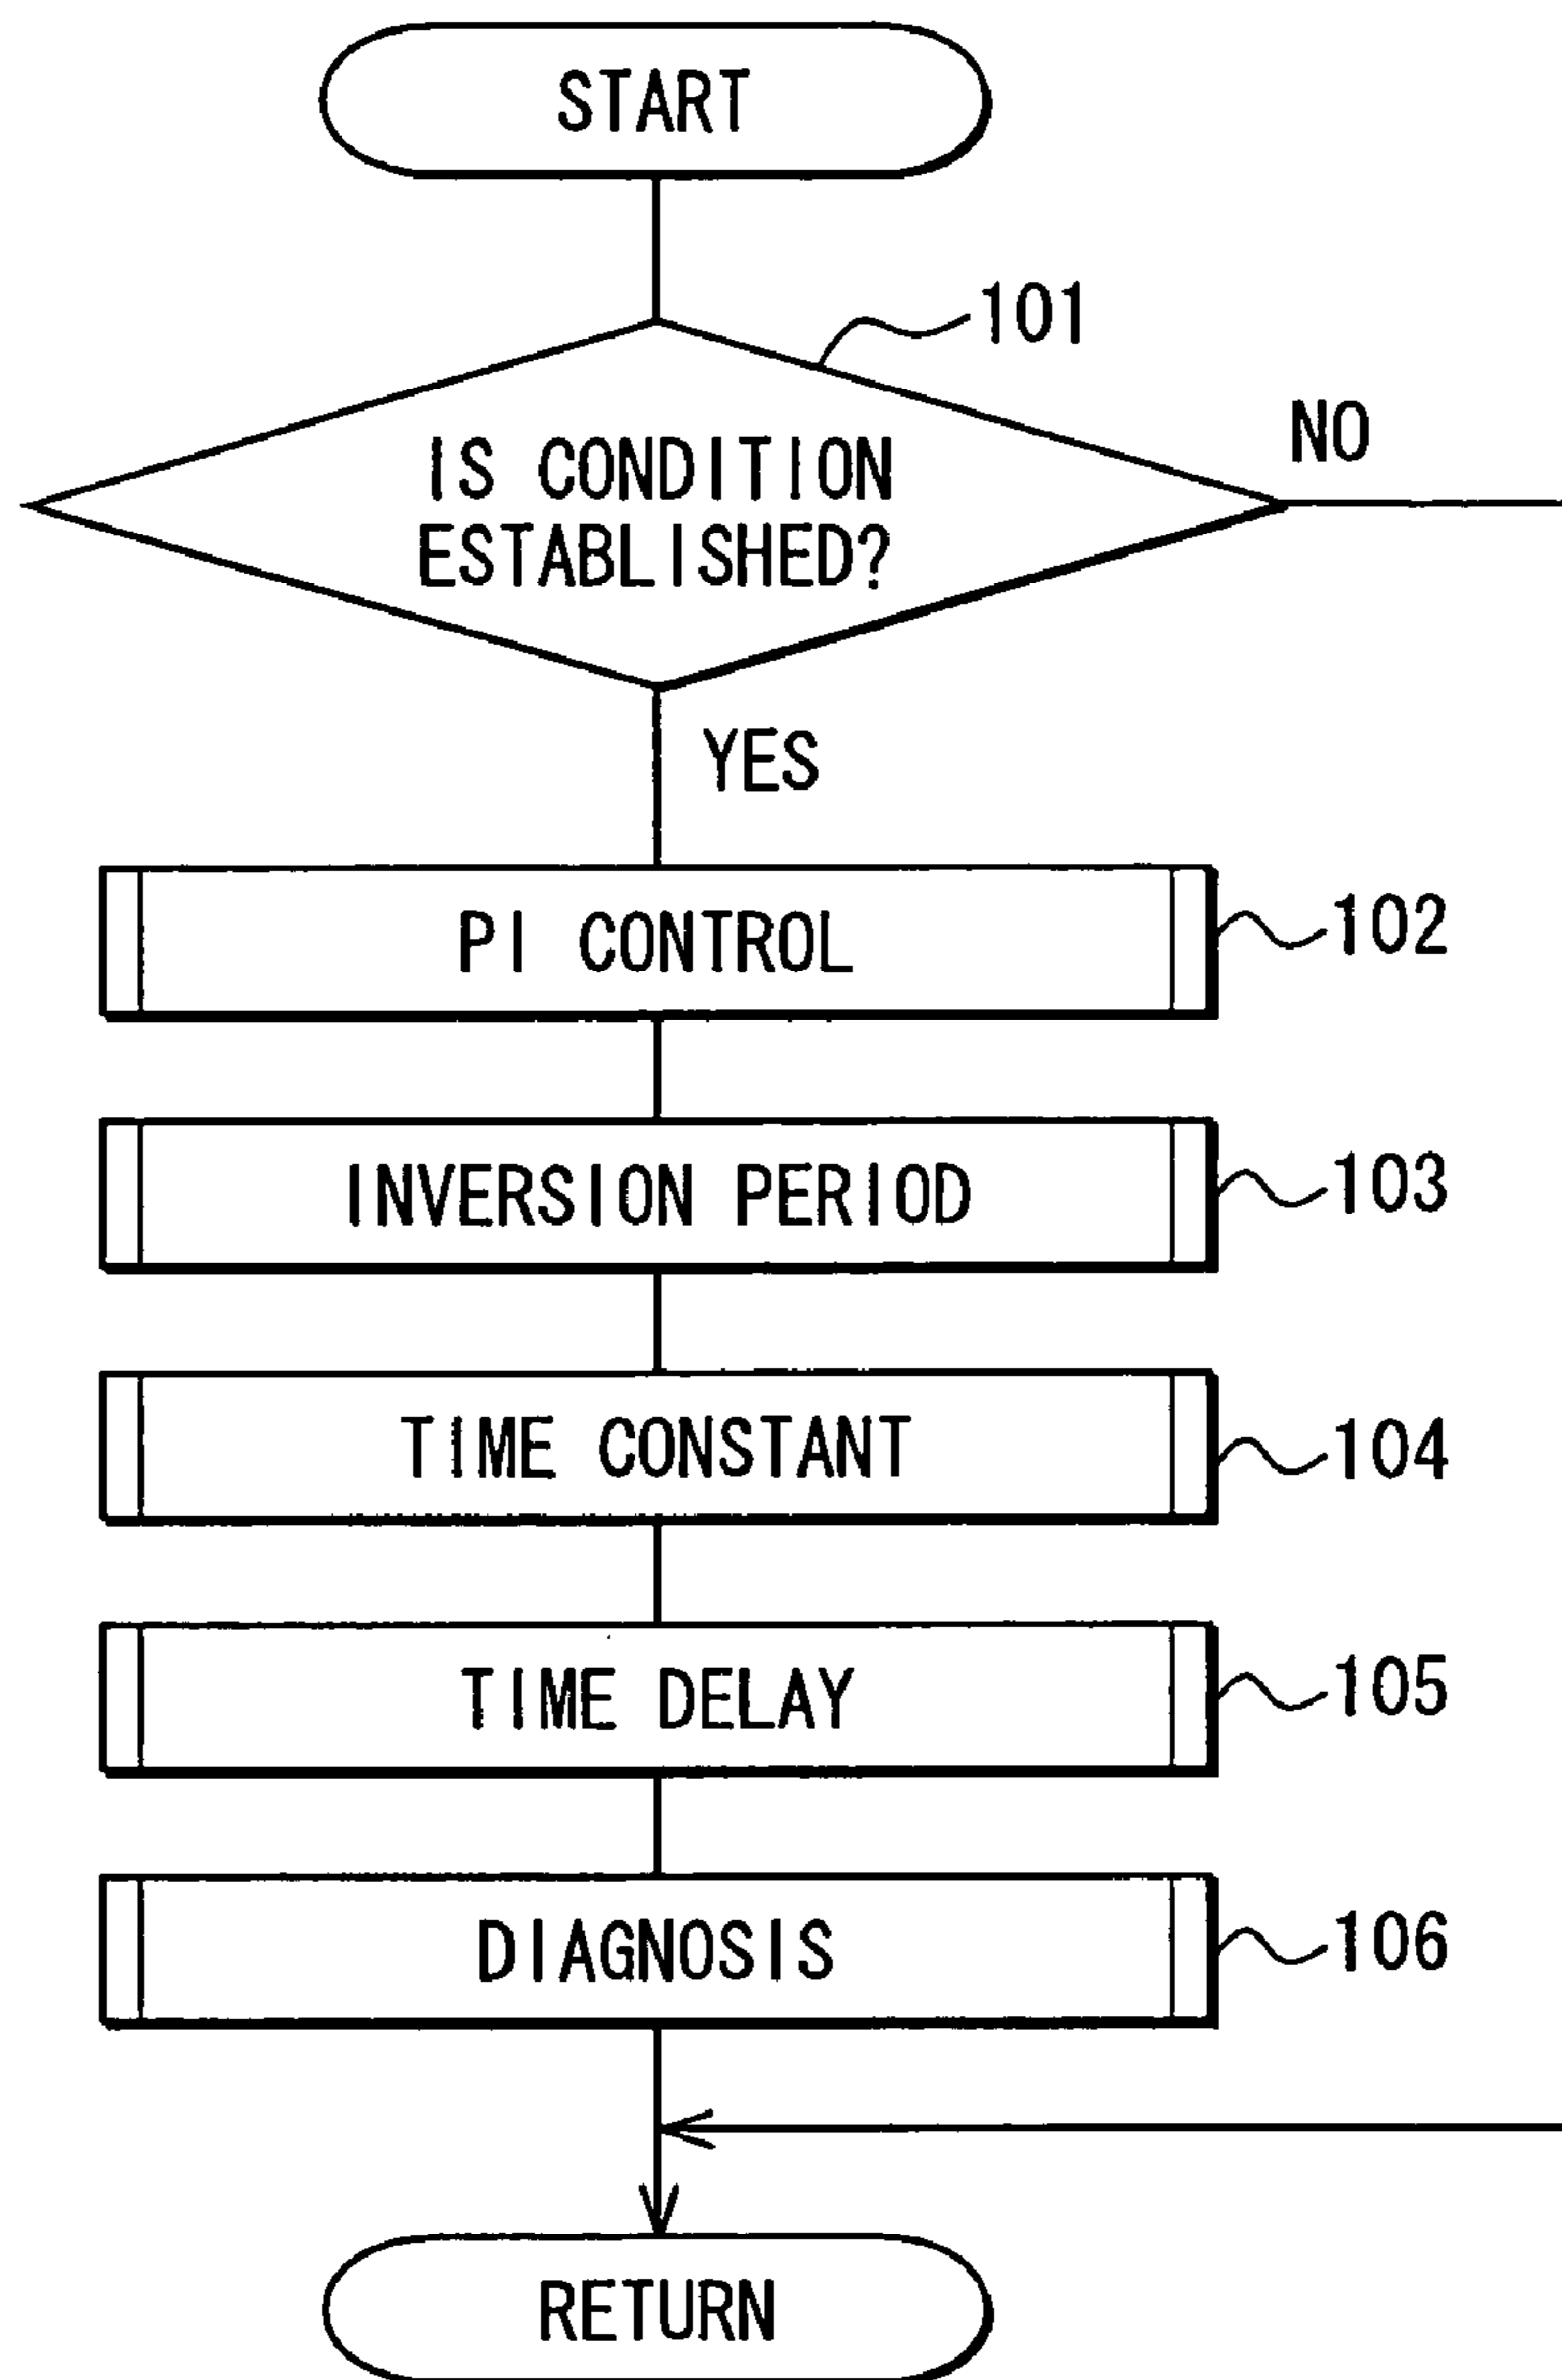 START
101
IS CONDITION
ESTABLISHED?
NO
YES
PI CONTROL
102
INVERSION PERIOD
103
TIME CONSTANT
104
TIME DELAY
105
DIAGNOSIS
106
RETURN